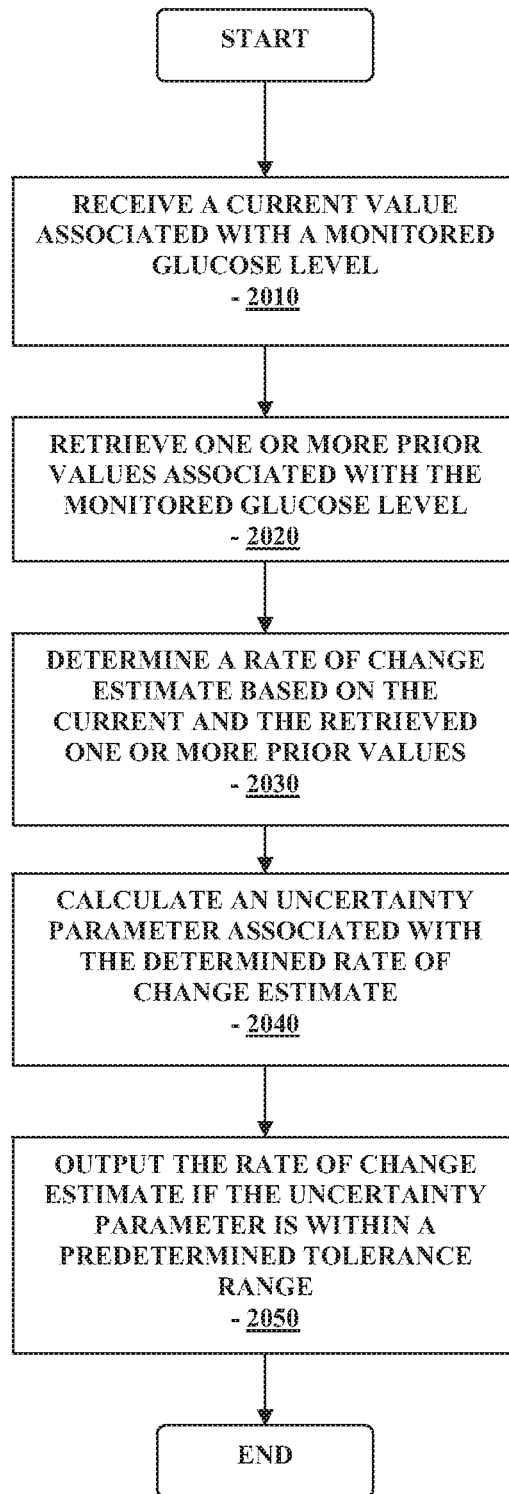 START
RECEIVE A CURRENT VALUE
ASSOCIATED WITH A MONITORED
GLUCOSE LEVEL
- 2010
RETRIEVE ONE OR MORE PRIOR
VALUES ASSOCIATED WITH THE
MONITORED GLUCOSE LEVEL
- 2020
DETERMINE A RATE OF CHANGE
ESTIMATE BASED ON THE
CURRENT AND THE RETRIEVED
ONE OR MORE PRIOR VALUES
- 2030
CALCULATE AN UNCERTAINTY
PARAMETER ASSOCIATED WITH
THE DETERMINED RATE OF
CHANGE ESTIMATE
- 2040
OUTPUT THE RATE OF CHANGE
ESTIMATE IF THE UNCERTAINTY
PARAMETER IS WITHIN A
PREDETERMINED TOLERANCE
RANGE
- 2050
END